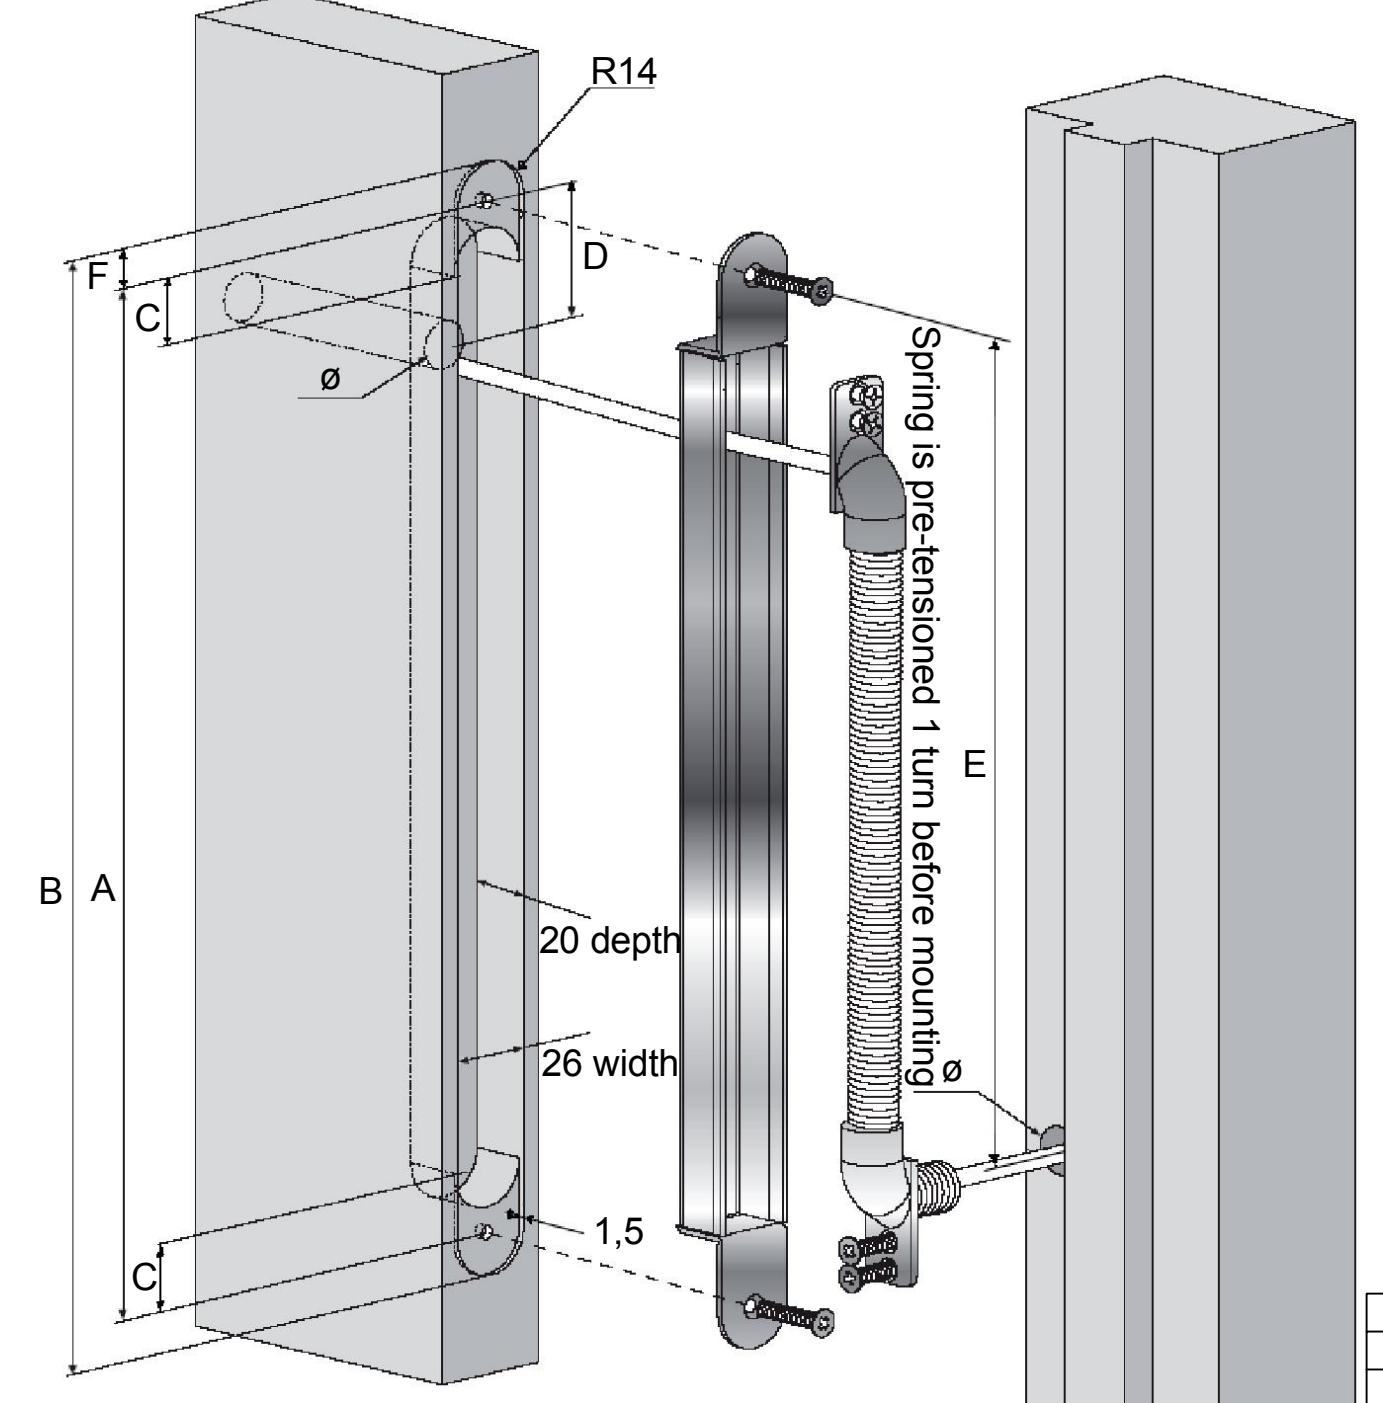 R14
F
D
C
ø
Spring is pre-tensioned 1 turn before mounting
E
B
A
20 depth
26 width
ø
1,5
C